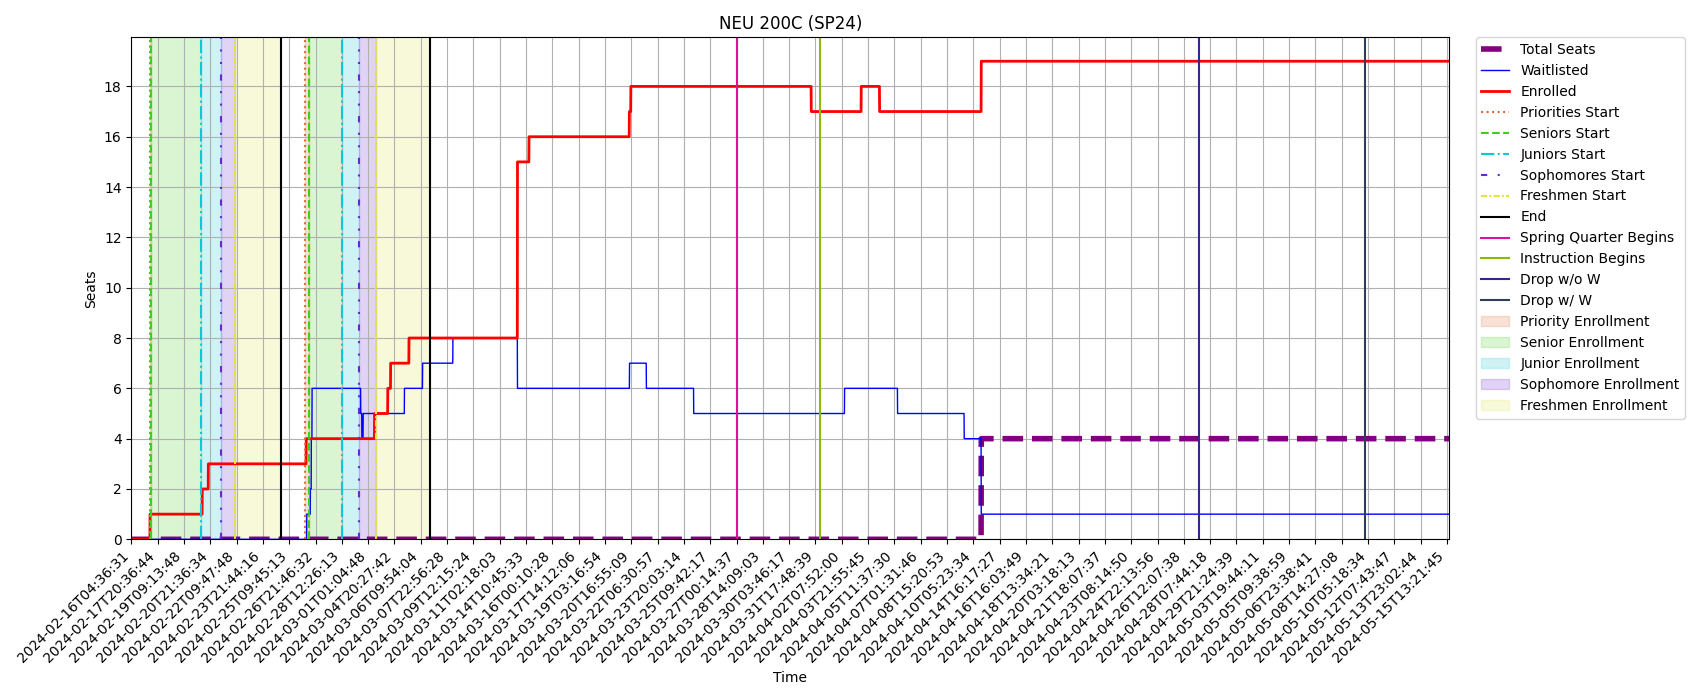 NEU 200C (SP24)
Seats
18
16
14
12
10
8
6
4
2
0
2024-02-16T04:36:31
2024-02-17T20:36:44
2024-02-19T09:13:48
2024-02-20T21:36:34
2024-02-22T09:47:48
2024-02-23T21:44:16
2024-02-25T09:45:13
2024-02-26T21:46:32
2024-02-28T12:26:13
2024-03-01T01:04:48
2024-03-04T20:27:42
2024-03-06T09:54:04
2024-03-07T22:56:28
2024-03-09T12:15:24
2024-03-11T02:18:03
2024-03-14T10:45:33
2024-03-16T00:10:28
2024-03-17T14:12:06
2024-03-19T03:16:54
2024-03-20T16:55:09
2024-03-22T06:30:57
2024-03-23T20:03:14
2024-03-25T09:42:17
2024-03-27T00:14:37
2024-03-28T14:09:03
2024-03-30T03:46:17
2024-03-31T17:48:39
2024-04-02T07:52:00
2024-04-03T21:55:45
2024-04-05T11:37:30
2024-04-07T01:31:46
2024-04-08T15:20:53
2024-04-10T05:23:34
2024-04-14T16:17:27
2024-04-16T16:03:49
2024-04-18T13:34:21
2024-04-20T03:18:13
2024-04-21T18:07:37
2024-04-23T08:14:50
2024-04-24T22:13:56
2024-04-26T12:07:38
2024-04-28T07:44:18
2024-04-29T21:24:39
2024-05-03T19:44:11
2024-05-05T09:38:59
2024-05-06T23:38:41
2024-05-08T14:27:08
2024-05-10T05:18:34
2024-05-12T07:43:47
2024-05-13T23:02:44
2024-05-15T13:21:45
Time
Total Seats
Waitlisted
Enrolled
Priorities Start
Seniors Start
Juniors Start
Sophomores Start
Freshmen Start
End
Spring Quarter Begins
Instruction Begins
Drop w/o W
Drop w/ W
Priority Enrollment
Senior Enrollment
Junior Enrollment
Sophomore Enrollment
Freshmen Enrollment